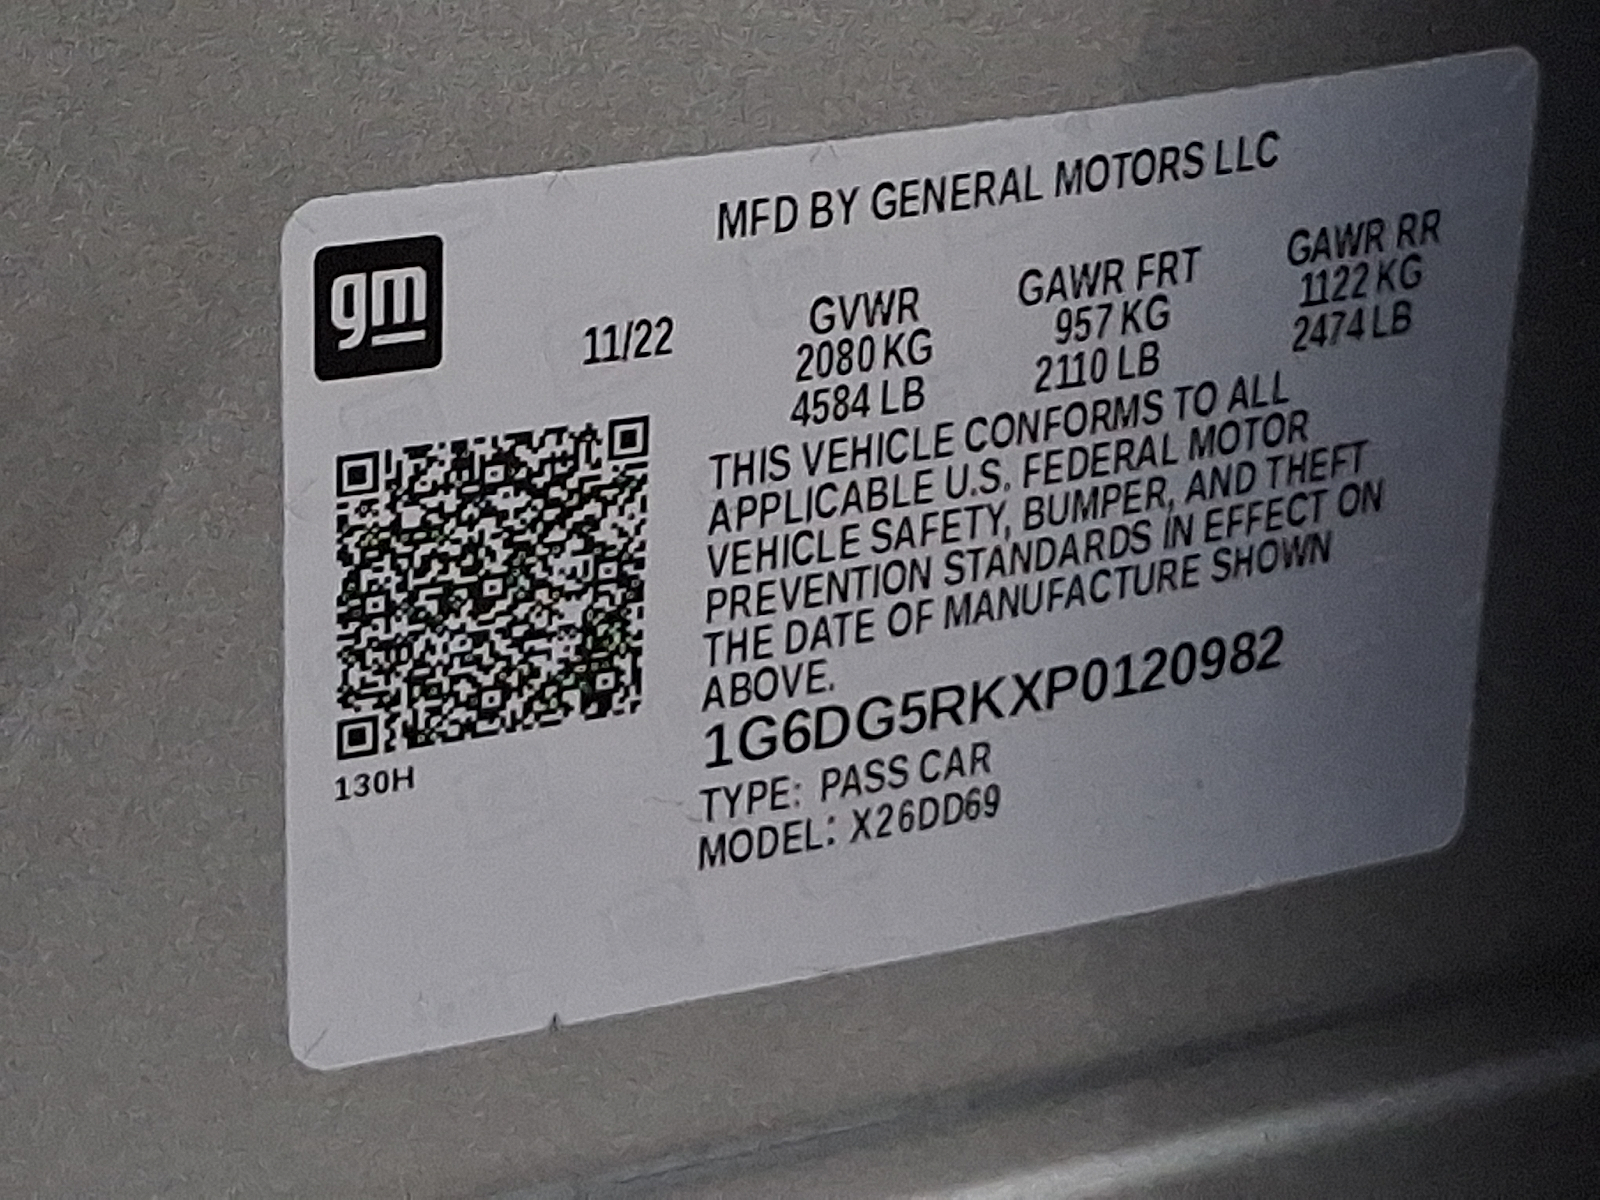 gm
MFD BY GENERAL MOTORS LLC
11/22
GVWR
2080 KG
4584 LB
GAWR FRT
957 KG
2110 LB
GAWR RR
1122 KG
2474 LB
THIS VEHICLE CONFORMS TO ALL
APPLICABLE U.S. FEDERAL MOTOR
VEHICLE SAFETY, BUMPER, AND THEFT
PREVENTION STANDARDS IN EFFECT ON
THE DATE OF MANUFACTURE SHOWN
ABOVE.
1G6DG5RKXP0120982
TYPE: PASS CAR
MODEL: X26DD69
130H